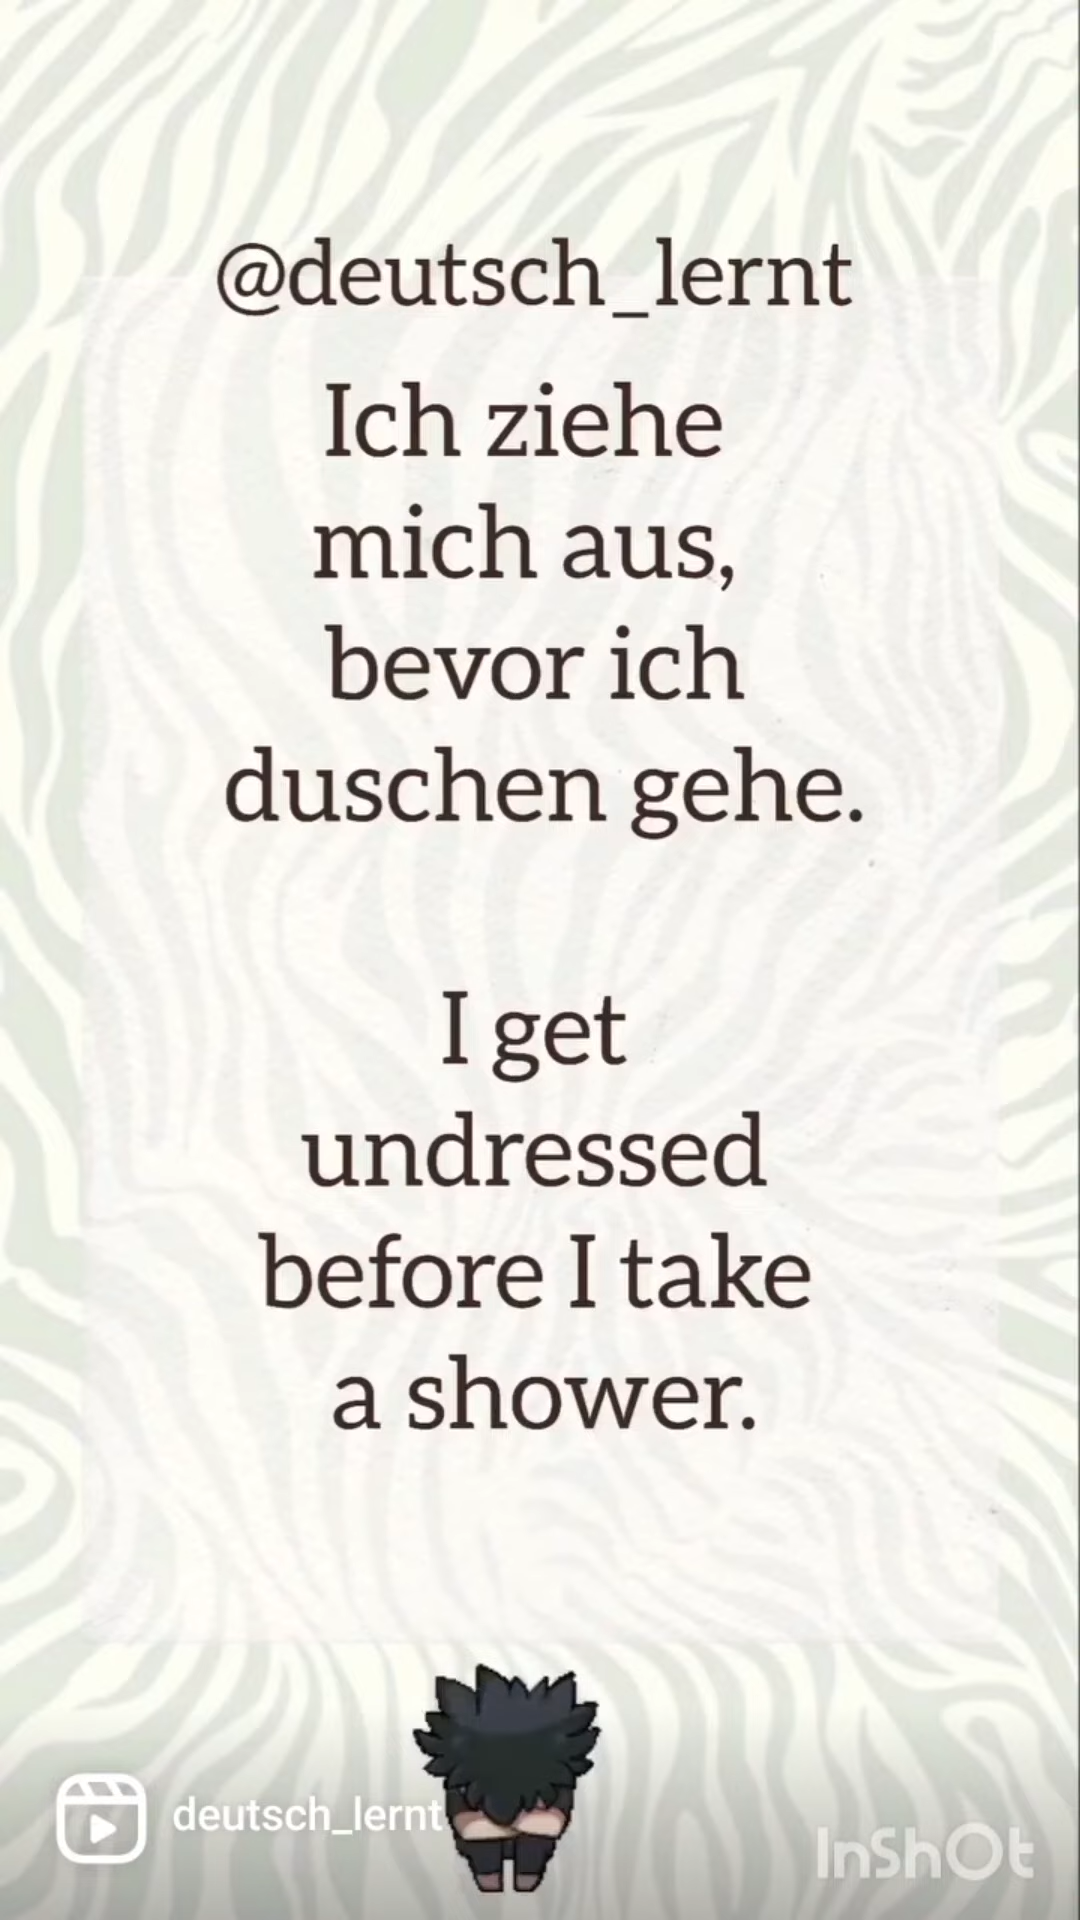 @deutsch_lernt
Ich ziehe
mich aus,
bevor ich
duschen gehe.
I get
undressed
before I take
a shower.
deutsch_lernt
InShOt